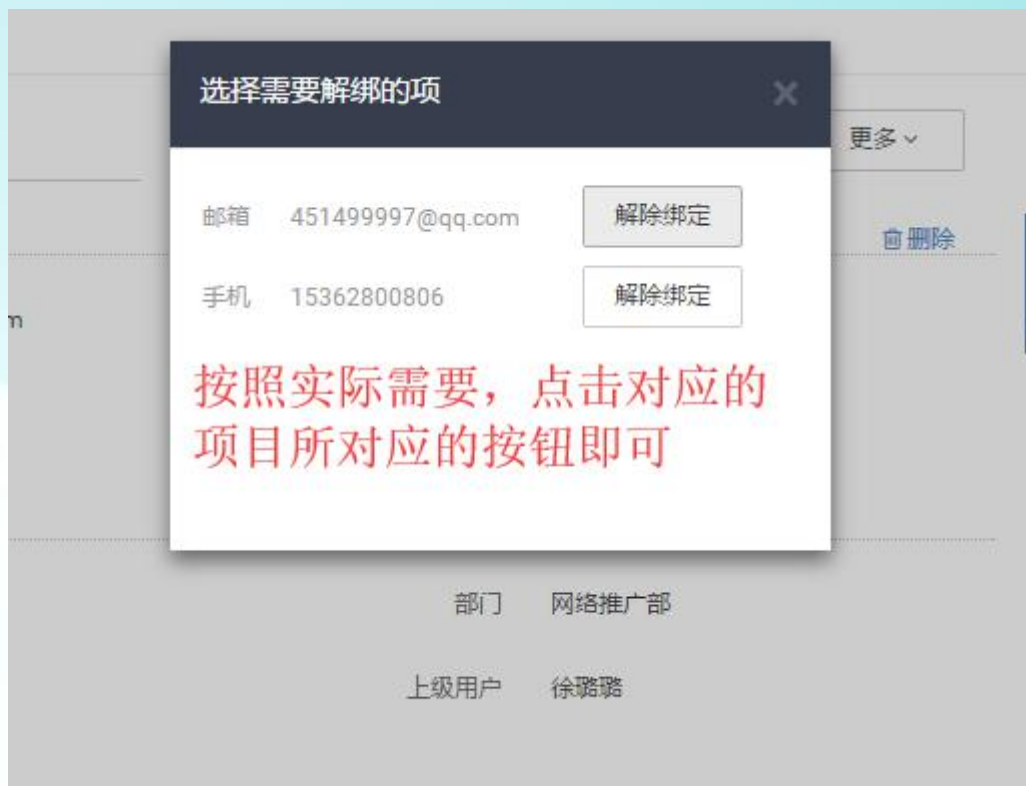 选择需要解绑的项
更多
邮箱 451499997@qq.com 解除绑定
删除
手机 15362800806 解除绑定
m
按照实际需要，点击对应的
项目所对应的按钮即可
部门 网络推广部
上级用户 徐璐璐